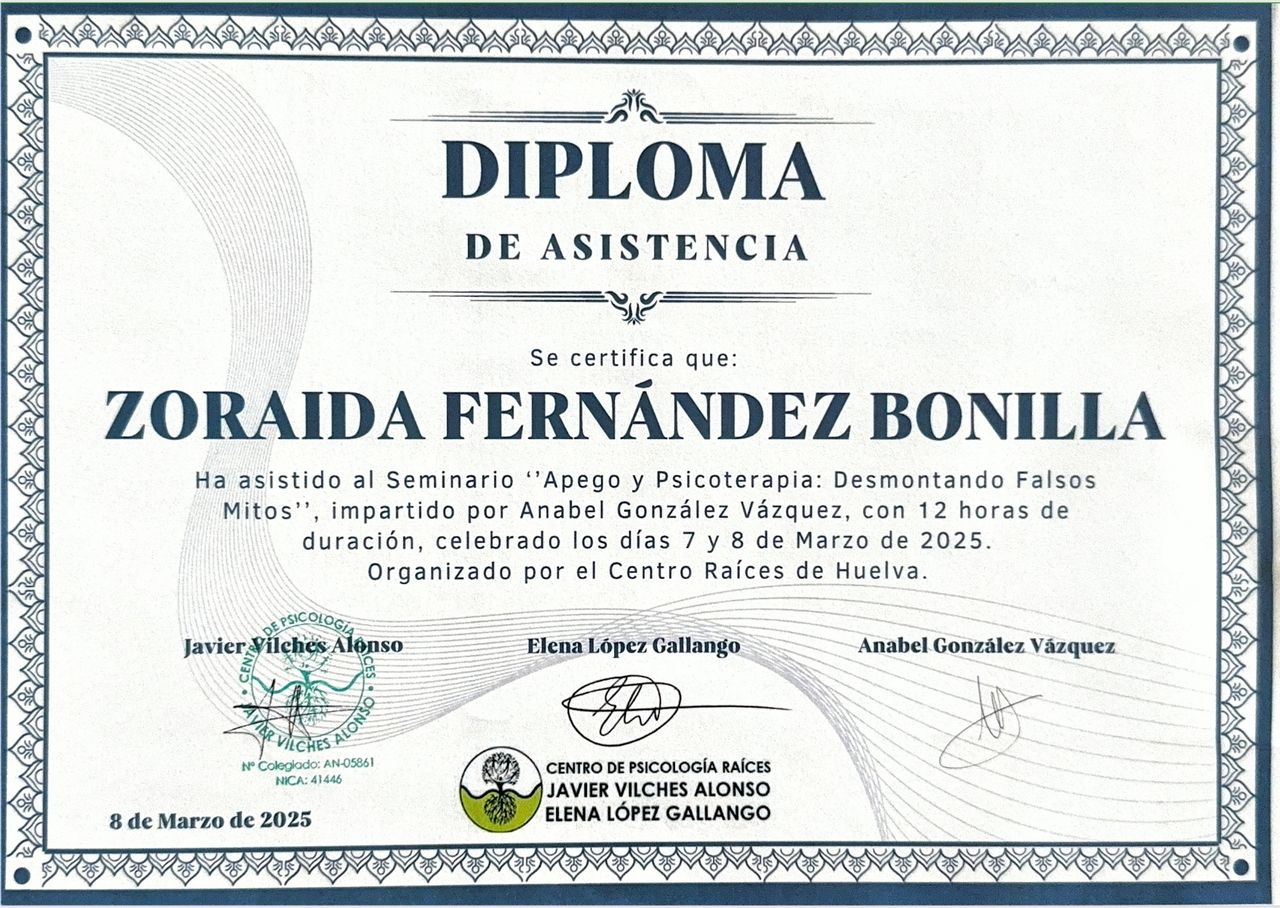 DIPLOMA
DE ASISTENCIA
Se certifica que:
ZORAIDA FERNÁNDEZ BONILLA
Ha asistido al Seminario ‘’Apego y Psicoterapia: Desmontando Falsos
Mitos’’, impartido por Anabel González Vázquez, con 12 horas de
duración, celebrado los días 7 y 8 de Marzo de 2025.
Organizado por el Centro Raíces de Huelva.
Javier Vilches Alonso
Elena López Gallango
Anabel González Vázquez
CENTRO DE PSICOLOGÍA RAÍCES
JAVIER VILCHES ALONSO
Nº Colegiado: AN-05861
NICA: 41446
CENTRO DE PSICOLOGÍA RAÍCES
JAVIER VILCHES ALONSO
ELENA LÓPEZ GALLANGO
8 de Marzo de 2025